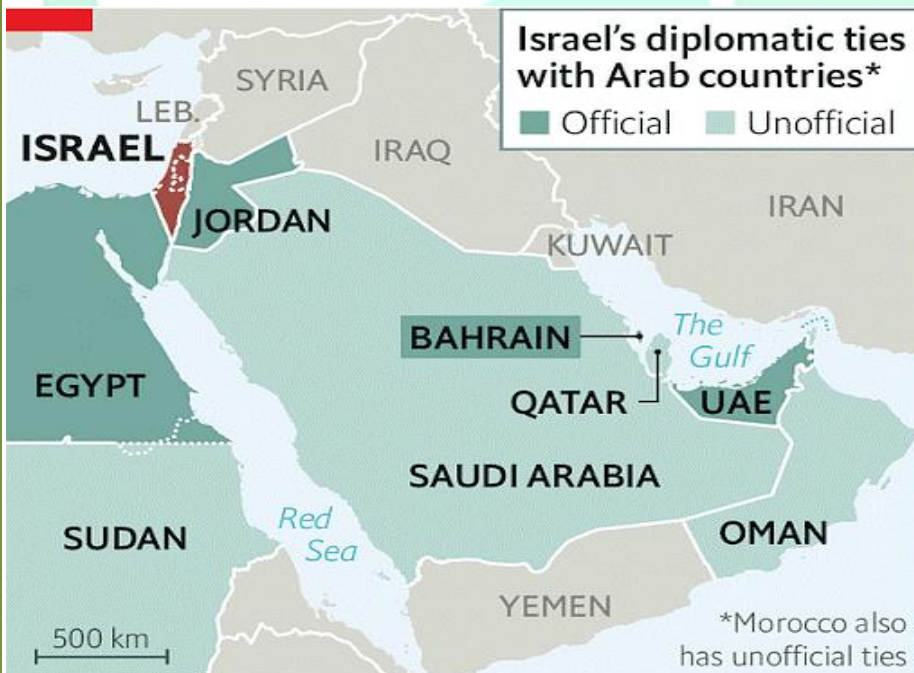 Israel's diplomatic ties
with Arab countries*
Official Unofficial
SYRIA
LEB.
ISRAEL
IRAQ
IRAN
JORDAN
KUWAIT
BAHRAIN
The
Gulf
EGYPT
QATAR
UAE
SAUDI ARABIA
Red
Sea
SUDAN
OMAN
YEMEN
500 km
*Morocco also
has unofficial ties